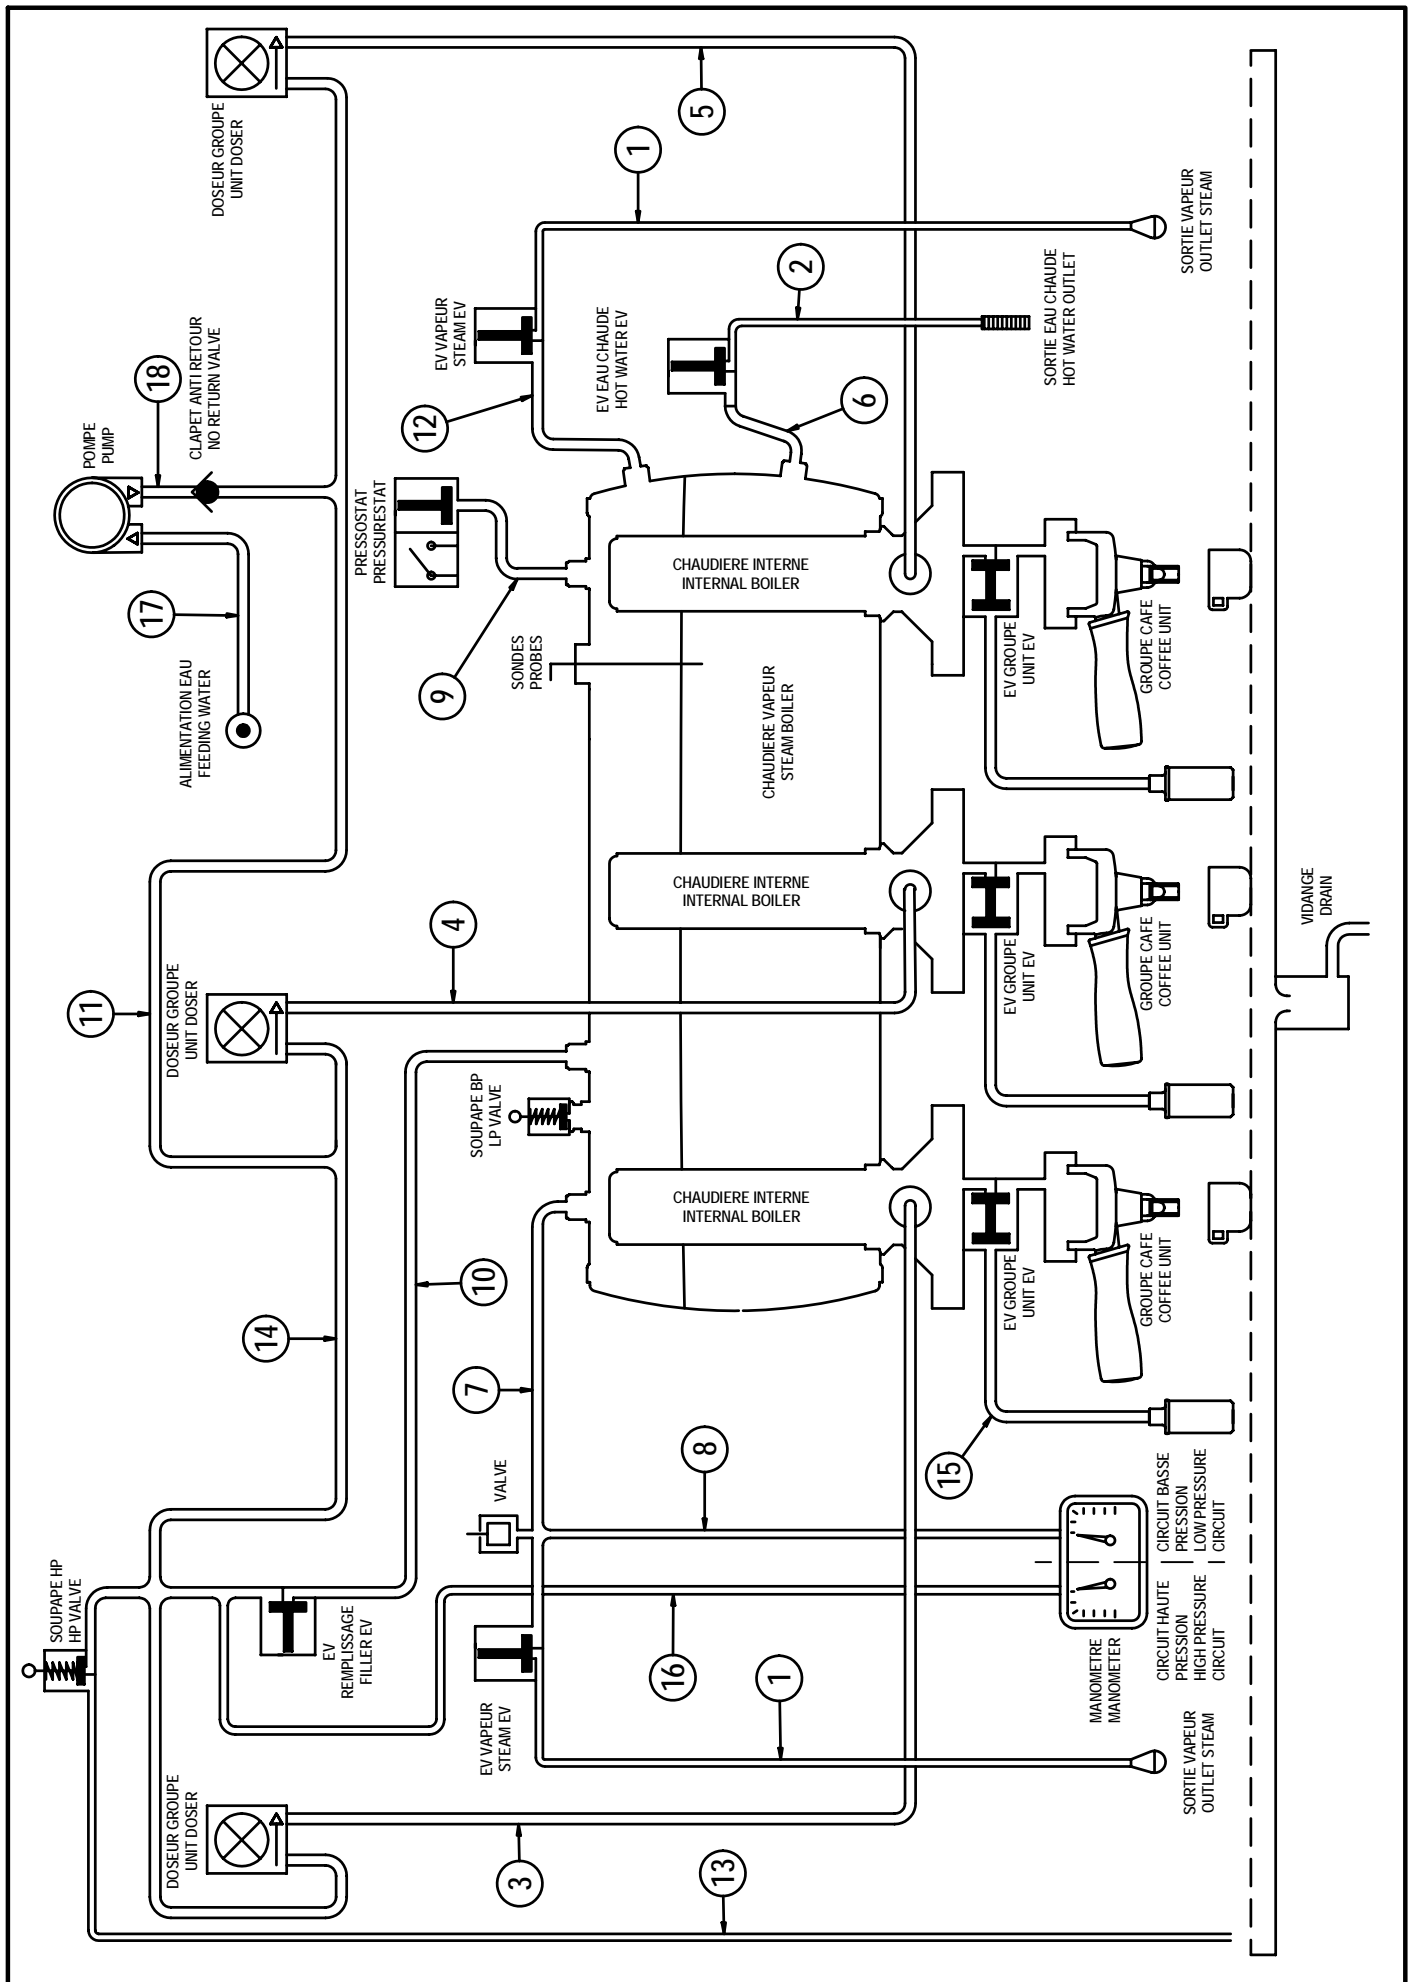 SOUPAPE HP
HP VALVE
13
DOSEUR GROUPE
UNIT DOSER
3
EV
REMPLISSAGE
FILLER EV
14
11
DOSEUR GROUPE
UNIT DOSER
ALIMENTATION EAU
FEEDING WATER
17
POMPE
PUMP
18
CLAPET ANTI RETOUR
NO RETURN VALVE
DOSEUR GROUPE
UNIT DOSER
EV VAPEUR
STEAM EV
1
16
VALVE
7
8
10
SOUPAPE BP
LP VALVE
4
9
SONDES
PROBES
PRESSOSTAT
PRESSURESTAT
12
EV VAPEUR
STEAM EV
1
5
EV EAU CHAUDE
HOT WATER EV
6
2
CHAUDIERE INTERNE
INTERNAL BOILER
CHAUDIERE INTERNE
INTERNAL BOILER
CHAUDIERE VAPEUR
STEAM BOILER
CHAUDIERE INTERNE
INTERNAL BOILER
15
EV GROUPE
UNIT EV
EV GROUPE
UNIT EV
EV GROUPE
UNIT EV
SORTIE EAU CHAUDE
HOT WATER OUTLET
SORTIE VAPEUR
OUTLET STEAM
MANOMETRE
MANOMETER
CIRCUIT HAUTE
PRESSION
HIGH PRESSURE
CIRCUIT
CIRCUIT BASSE
PRESSION
LOW PRESSURE
CIRCUIT
GROUPE CAFE
COFFEE UNIT
GROUPE CAFE
COFFEE UNIT
GROUPE CAFE
COFFEE UNIT
SORTIE VAPEUR
OUTLET STEAM
VIDANGE
DRAIN